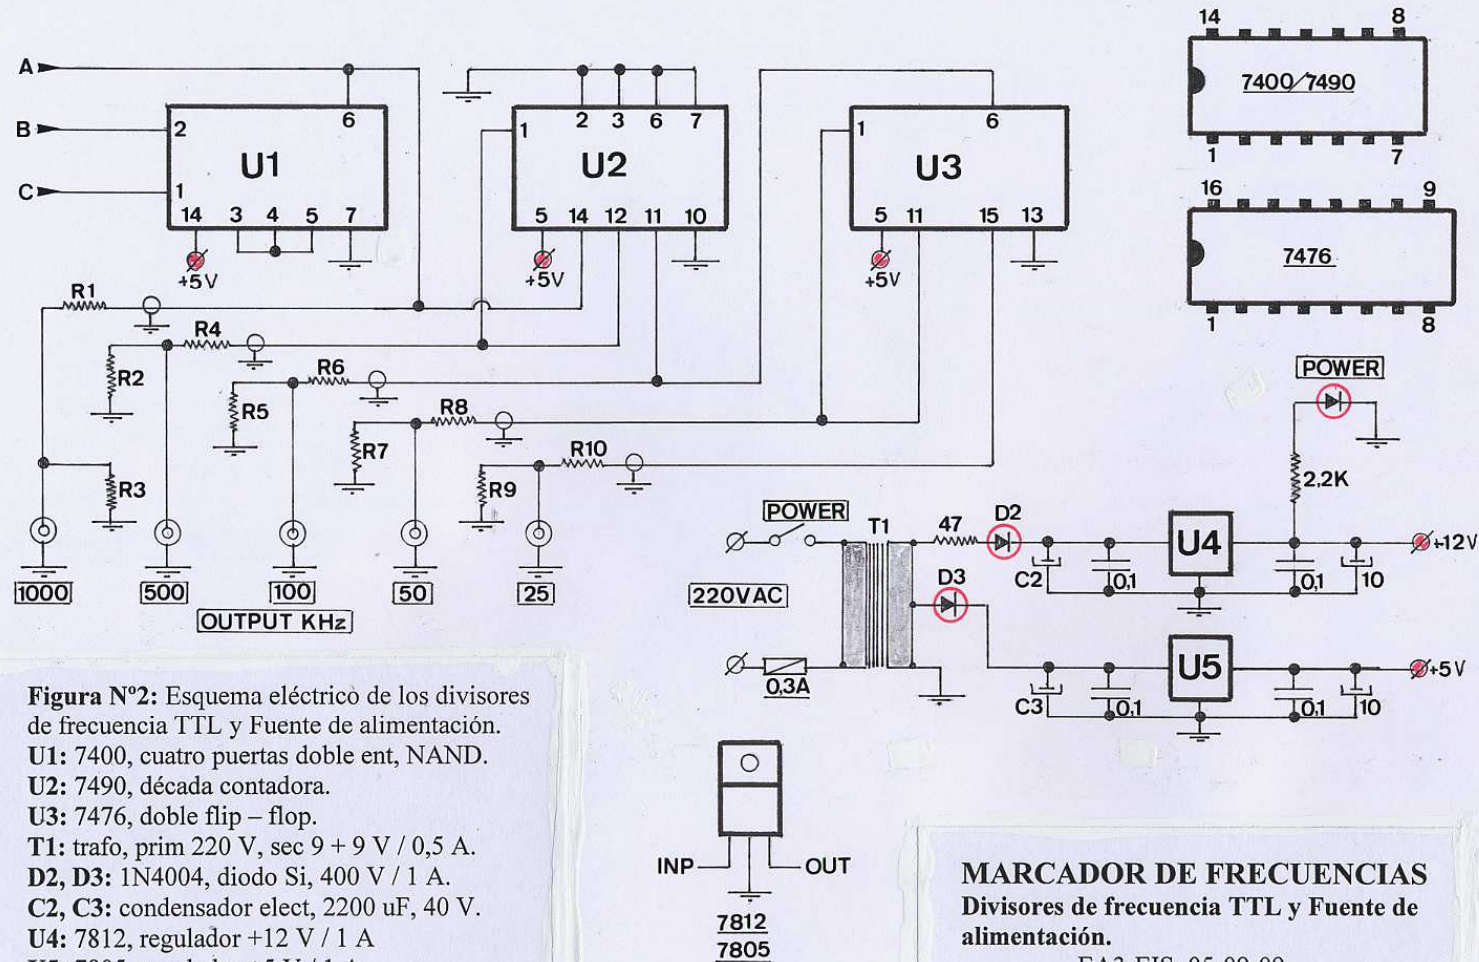 14 8
7400/7490
1 7
16 9
7476
1 8
A
B
C
2 6
U1
1
14 3 4 5 7
+5V
1 2 3 6 7
U2
5 14 12 11 10
+5V
1 6
U3
5 11 15 13
+5V
R1
R4
R2
R6
R5
R8
R7
R10
R3
R9
1000 500 100 50 25
OUTPUT KHz
POWER
2,2K
POWER
T1 47 D2
U4
+12V
C2 0,1 0,1 10
220VAC
D3
0,3A
U5
+5V
C3 0,1 0,1 10
INP OUT
7812
7805
Figura Nº2: Esquema eléctrico de los divisores
de frecuencia TTL y Fuente de alimentación.
U1: 7400, cuatro puertas doble ent, NAND.
U2: 7490, década contadora.
U3: 7476, doble flip – flop.
T1: trafo, prim 220 V, sec 9 + 9 V / 0,5 A.
D2, D3: 1N4004, diodo Si, 400 V / 1 A.
C2, C3: condensador elect, 2200 uF, 40 V.
U4: 7812, regulador +12 V / 1 A
MARCADOR DE FRECUENCIAS
Divisores de frecuencia TTL y Fuente de
alimentación.